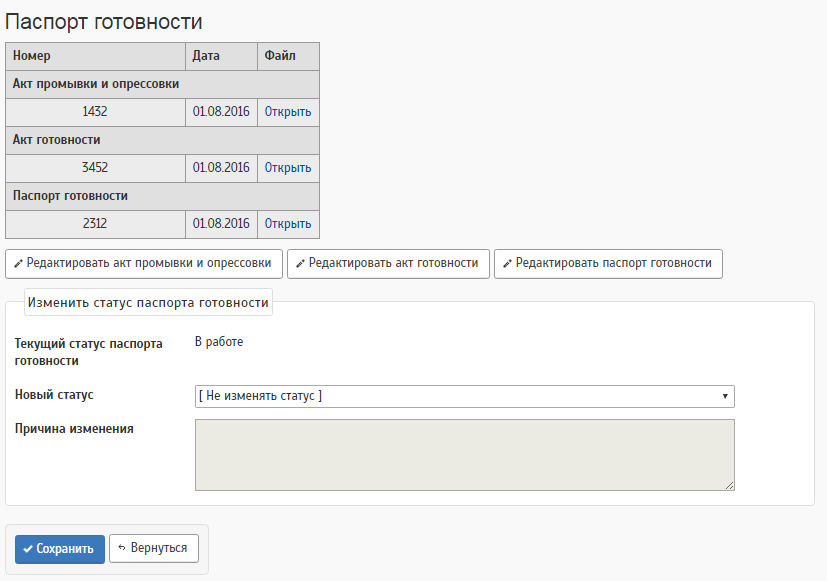 Паспорт готовности
Номер Дата Файл
Акт промывки и опрессовки
1432 01.08.2016 Открыть
Акт готовности
3452 01.08.2016 Открыть
Паспорт готовности
2312 01.08.2016 Открыть
Редактировать акт промывки и опрессовки Редактировать акт готовности Редактировать паспорт готовности
Изменить статус паспорта готовности
Текущий статус паспорта В работе
готовности
Новый статус [ Не изменять статус ]
Причина изменения
Сохранить Вернуться